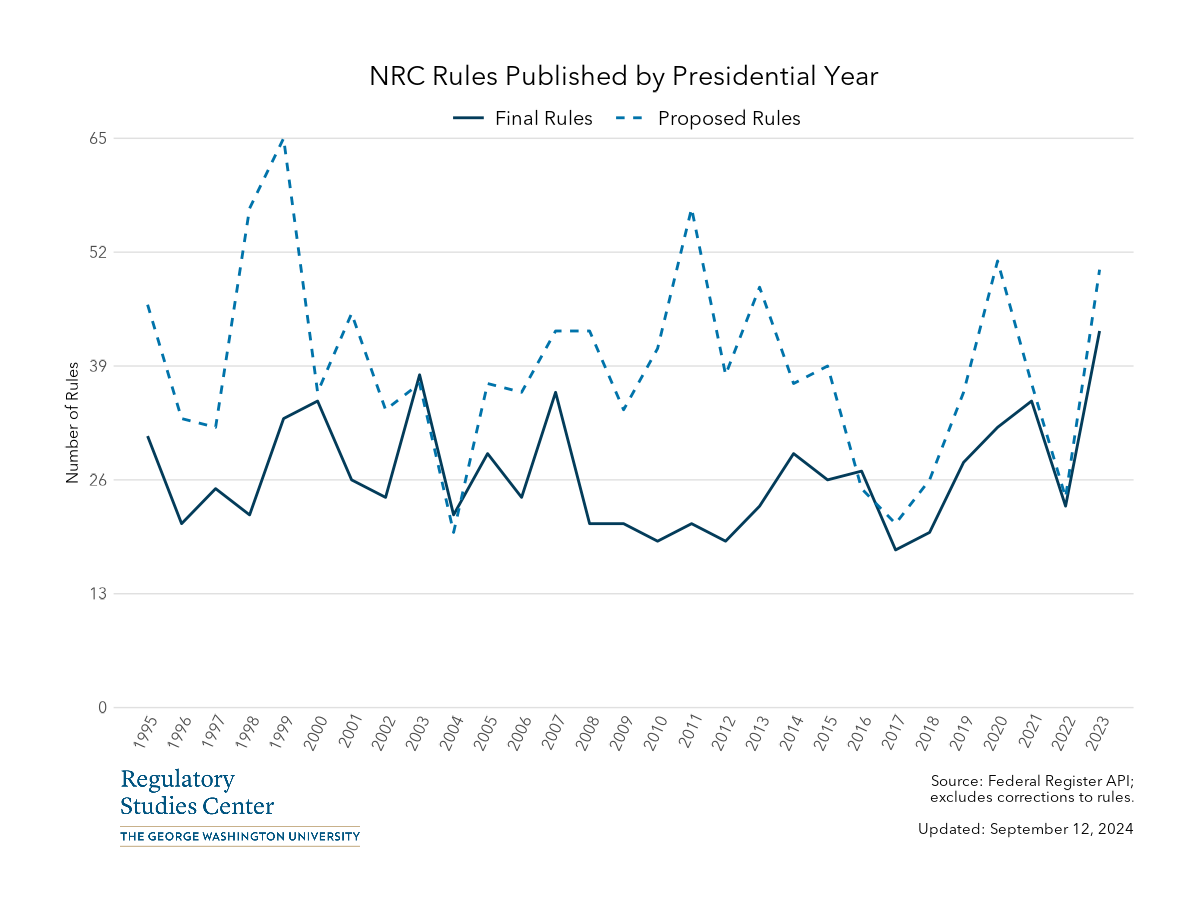 NRC Rules Published by Presidential Year
Final Rules Proposed Rules
65
52
39
26
13
0
Number of Rules
1995 1996 1997 1998 1999 2000 2001 2002 2003 2004 2005 2006 2007 2008 2009 2010 2011 2012 2013 2014 2015 2016 2017 2018 2019 2020 2021 2022 2023
Regulatory
Studies Center
THE GEORGE WASHINGTON UNIVERSITY
Source: Federal Register API;
excludes corrections to rules.
Updated: September 12, 2024